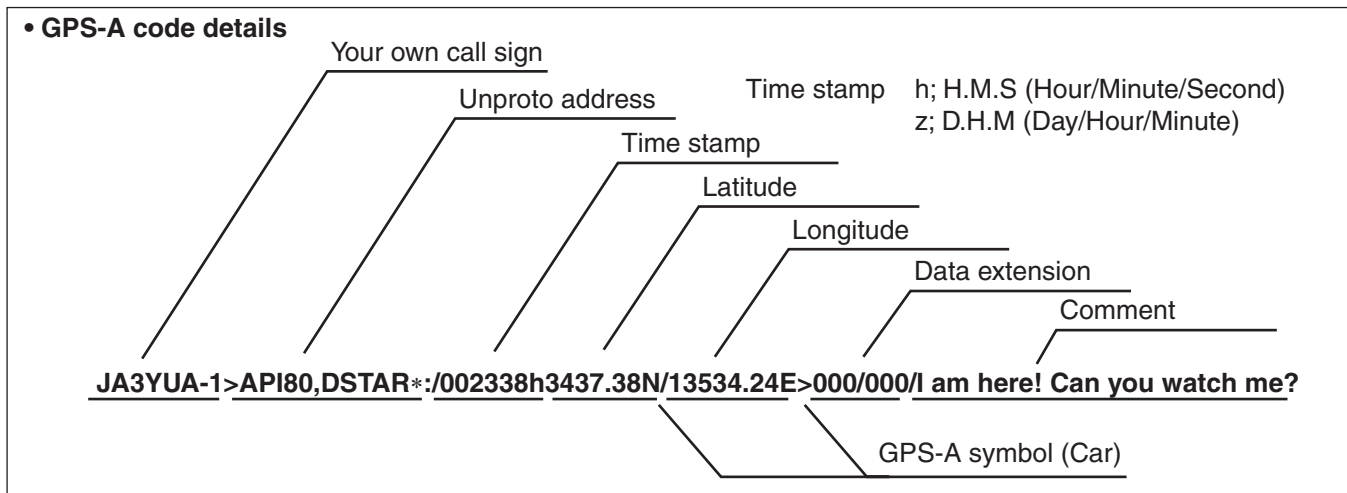 • GPS-A code details
Your own call sign
Unproto address
Time stamp h; H.M.S (Hour/Minute/Second)
z; D.H.M (Day/Hour/Minute)
Time stamp
Latitude
Longitude
Data extension
Comment
JA3YUA-1>API80,DSTAR*:/002338h3437.38N/13534.24E>000/000/I am here! Can you watch me?
GPS-A symbol (Car)